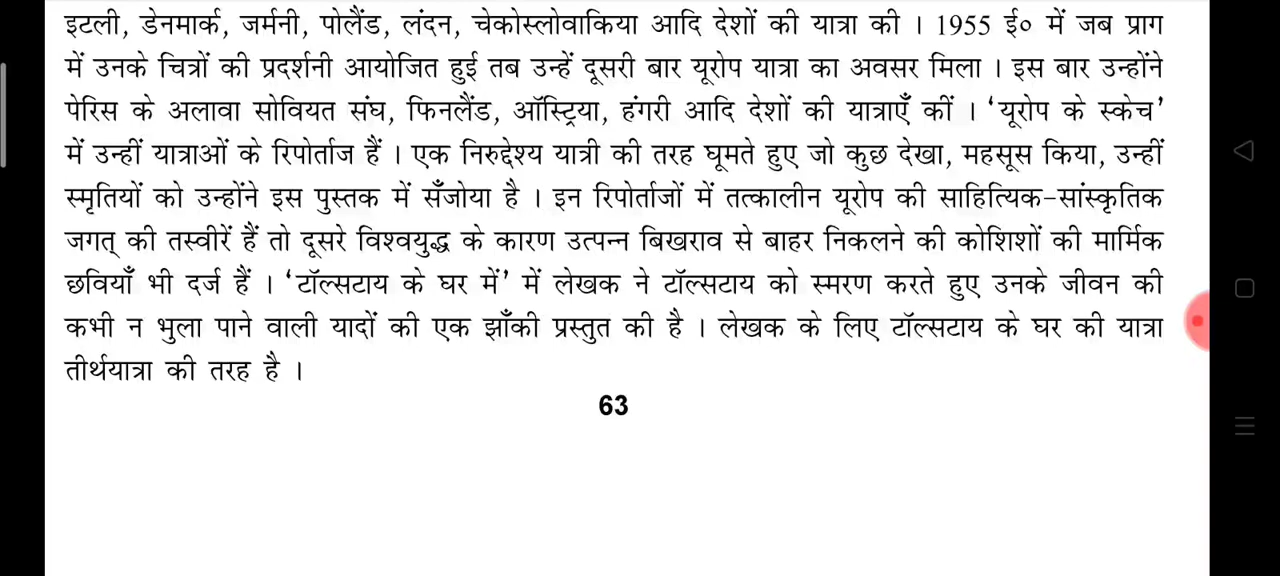 इटली, डेनमार्क, जर्मनी, पोलैंड, लंदन, चेकोस्लोवाकिया आदि देशों की यात्रा की । 1955 ई० में जब प्राग
में उनके चित्रों की प्रदर्शनी आयोजित हुई तब उन्हें दूसरी बार यूरोप यात्रा का अवसर मिला । इस बार उन्होंने
पेरिस के अलावा सोवियत संघ, फिनलैंड, ऑस्ट्रिया, हंगरी आदि देशों की यात्राएँ कीं । ‘यूरोप के स्केच’
में उन्हीं यात्राओं के रिपोर्ताज हैं । एक निरुद्देश्य यात्री की तरह घूमते हुए जो कुछ देखा, महसूस किया, उन्हीं
स्मृतियों को उन्होंने इस पुस्तक में सँजोया है । इन रिपोर्ताजों में तत्कालीन यूरोप की साहित्यिक-सांस्कृतिक
जगत् की तस्वीरें हैं तो दूसरे विश्वयुद्ध के कारण उत्पन्न बिखराव से बाहर निकलने की कोशिशों की मार्मिक
छवियाँ भी दर्ज हैं । ‘टॉल्सटाय के घर में’ में लेखक ने टॉल्सटाय को स्मरण करते हुए उनके जीवन की
कभी न भुला पाने वाली यादों की एक झाँकी प्रस्तुत की है । लेखक के लिए टॉल्सटाय के घर की यात्रा
तीर्थयात्रा की तरह है ।
63